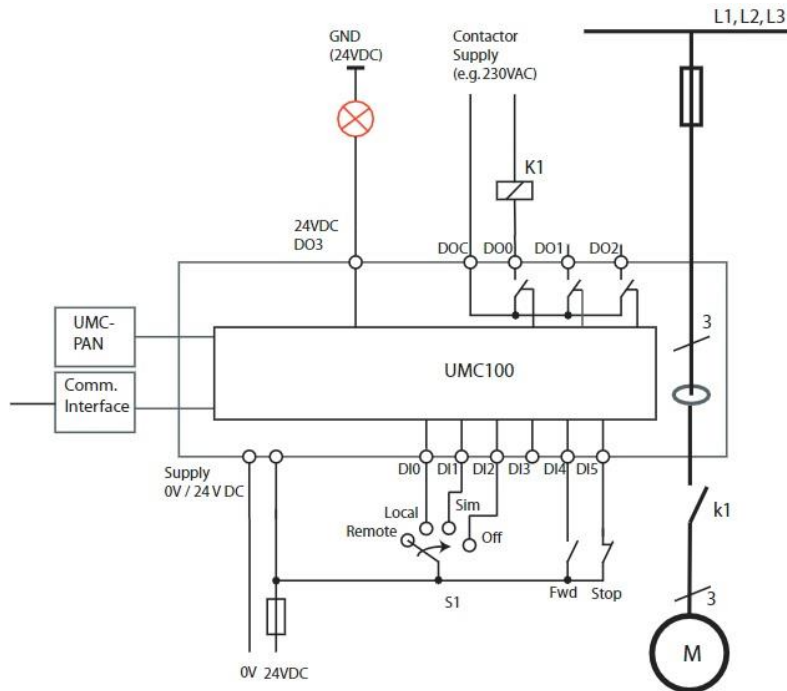 L1, L2, L3
GND
(24VDC)
Contactor
Supply
(e.g. 230VAC)
K1
24VDC
DO3
DOC
DO0
DO1
DO2
UMC-
PAN
UMC100
3
Comm.
Interface
Supply
0V / 24 V DC
DI0
DI1
DI2
DI3
DI4
DI5
Local
Sim
Remote
Off
k1
S1
Fwd
Stop
3
0V
24VDC
M